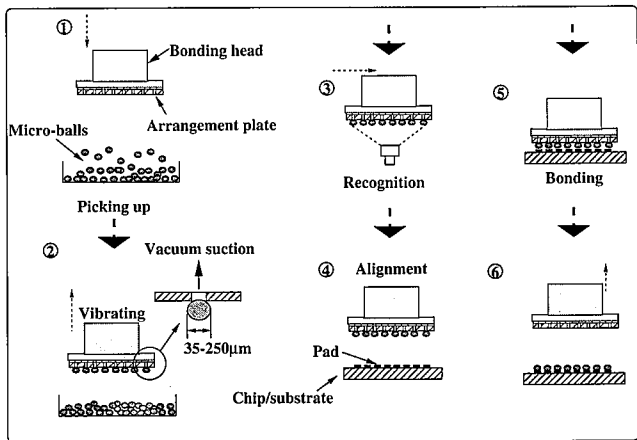 ①
Bonding head
Arrangement plate
Micro-balls
Picking up
②
Vacuum suction
Vibrating
35-250μm
③
Recognition
④
Alignment
Pad
Chip/substrate
⑤
Bonding
⑥